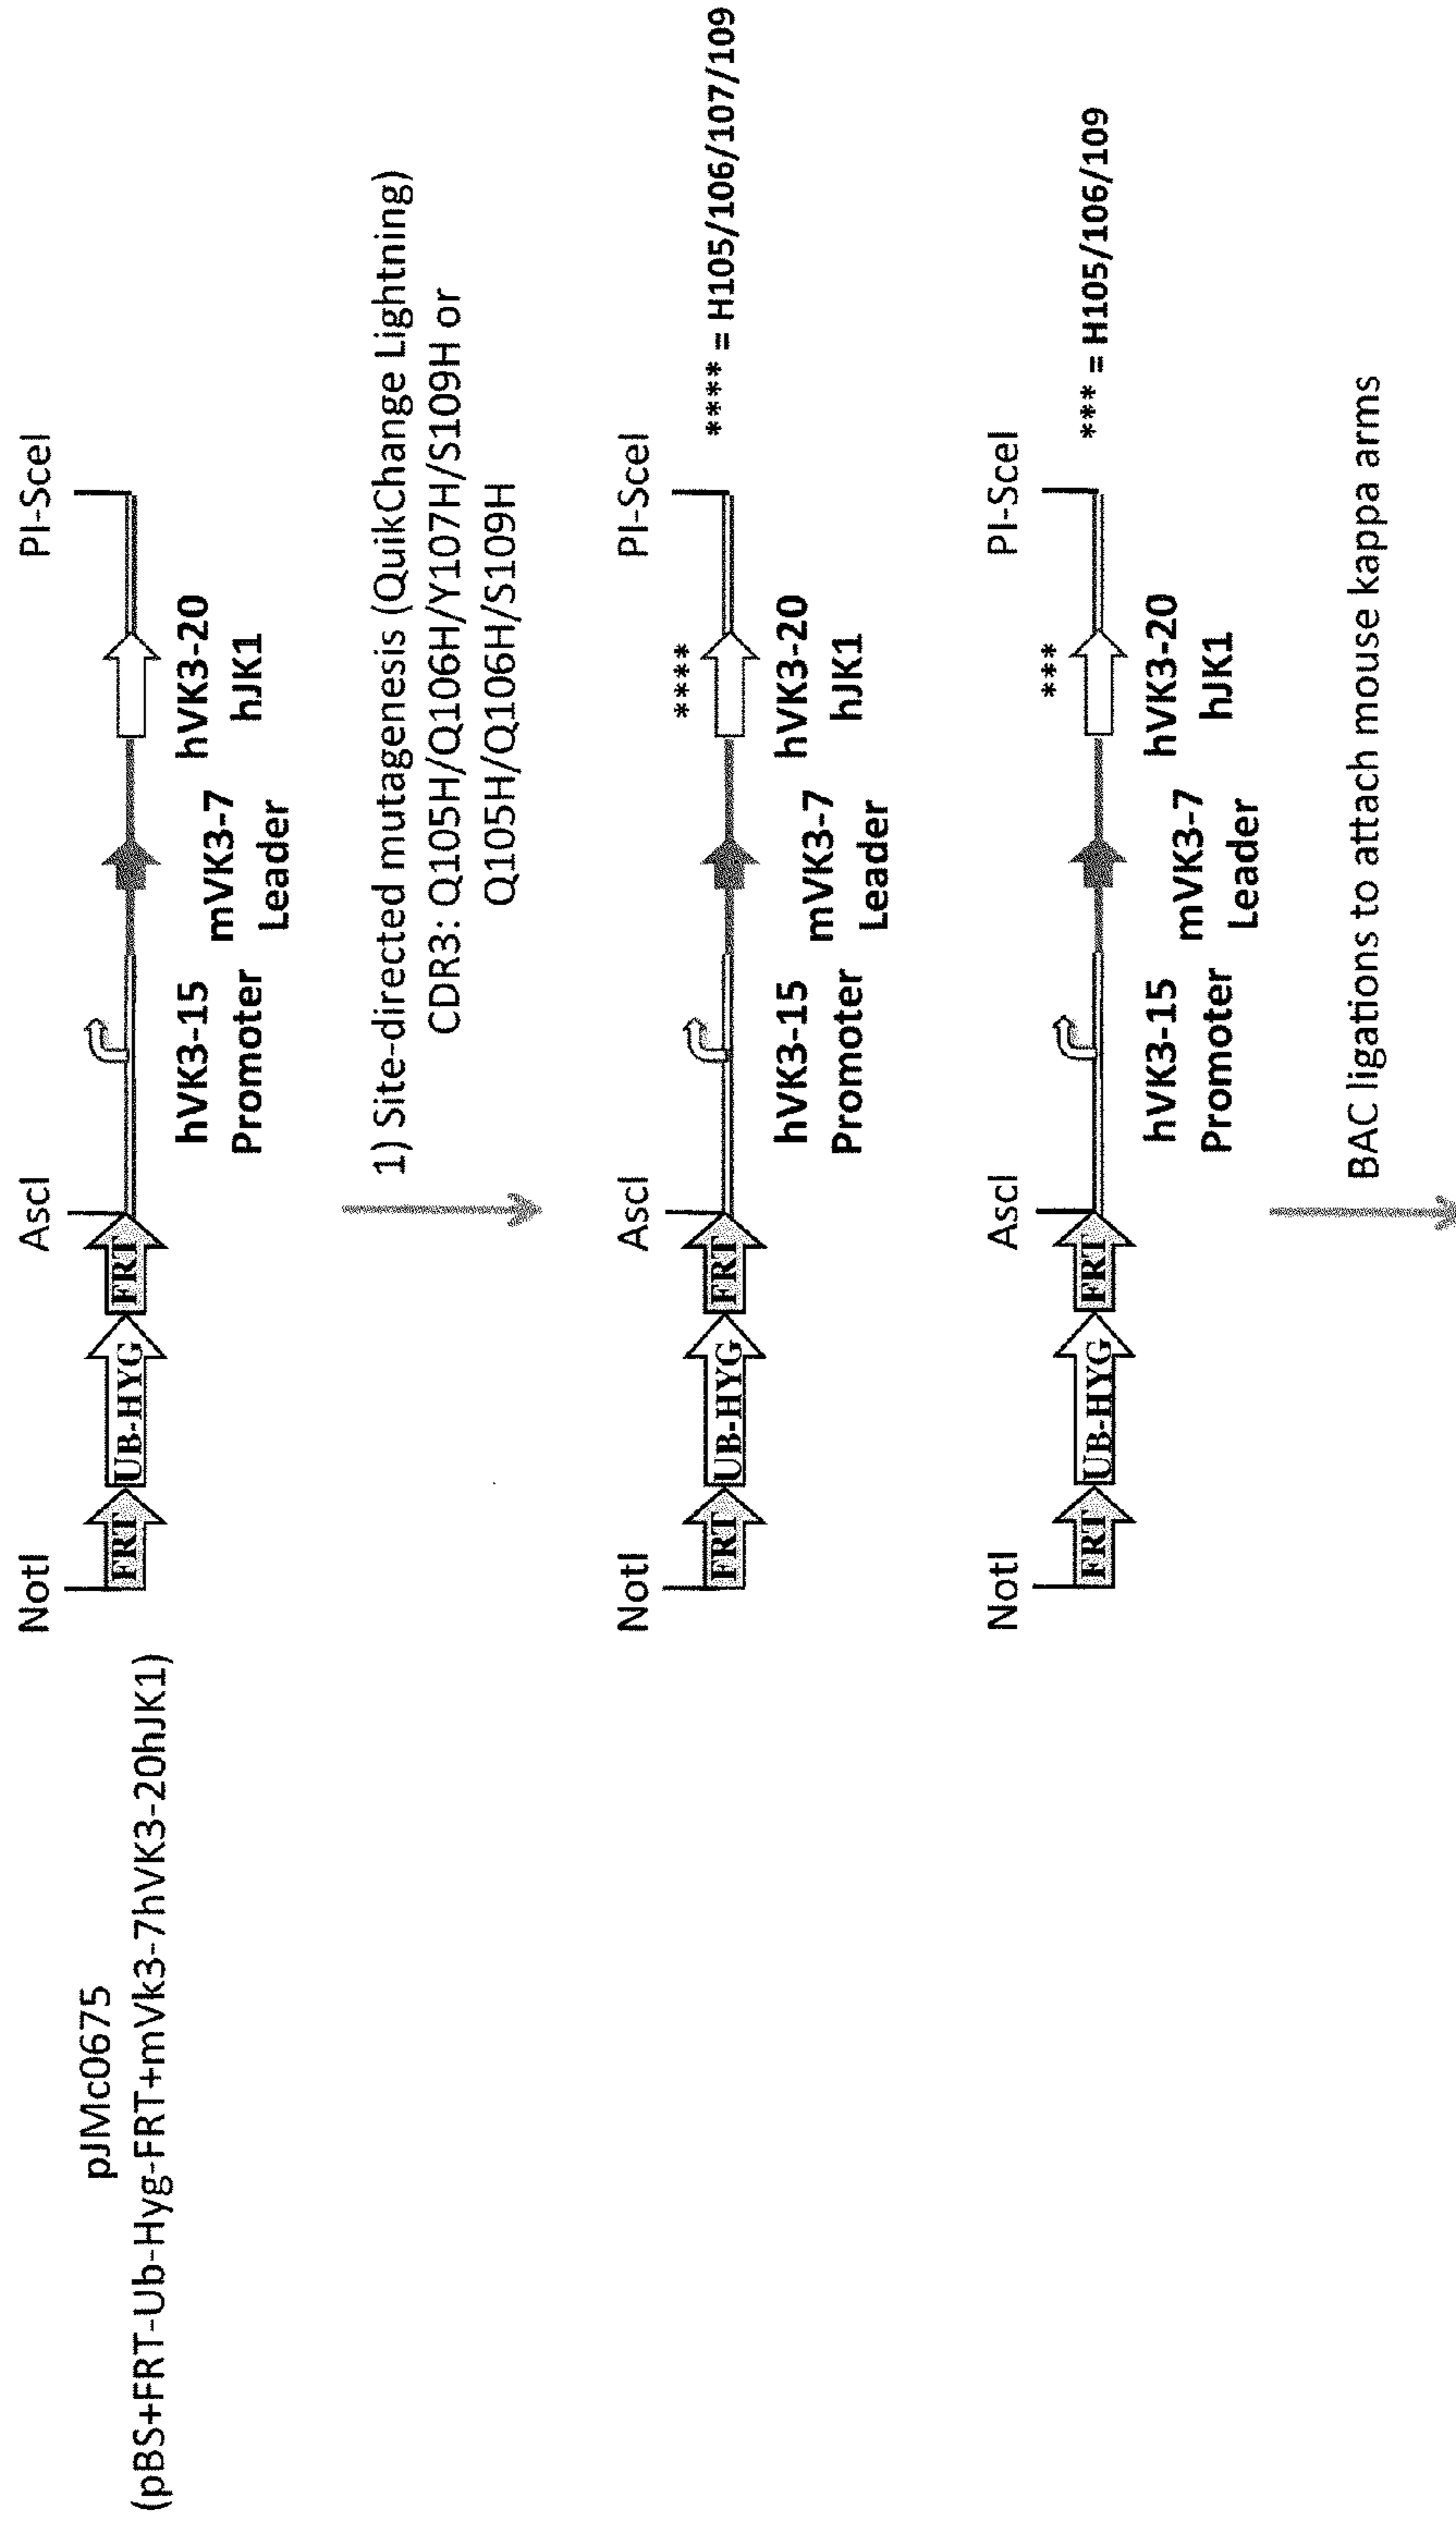 pJMc0675
(pBS+FRT-Ub-Hyg-FRT+mVk3-7hVK3-20hJK1)
NotI AscI PI-SceI
FRT UB-HYG FRT
hVK3-15 mVK3-7 hVK3-20
Promoter Leader hJK1
1) Site-directed mutagenesis (QuikChange Lightning)
CDR3: Q105H/Q106H/Y107H/S109H or
Q105H/Q106H/S109H
NotI AscI PI-SceI
****
FRT UB-HYG FRT
**** = H105/106/107/109
hVK3-15 mVK3-7 hVK3-20
Promoter Leader hJK1
NotI AscI PI-SceI
***
FRT UB-HYG FRT
*** = H105/106/109
hVK3-15 mVK3-7 hVK3-20
Promoter Leader hJK1
BAC ligations to attach mouse kappa arms